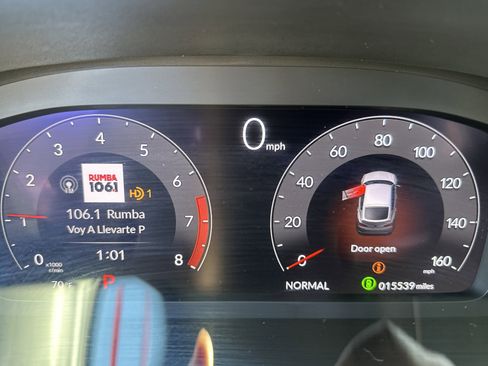 0 mph
4
5
3
6
2
7
1
8
0
x1000
r/min
RUMBA
106.1
HD 1
106.1 Rumba
Voy A Llevarte P
1:01
P
80
60
100
40
120
20
140
0
160
mph
Door open
NORMAL
015539 miles